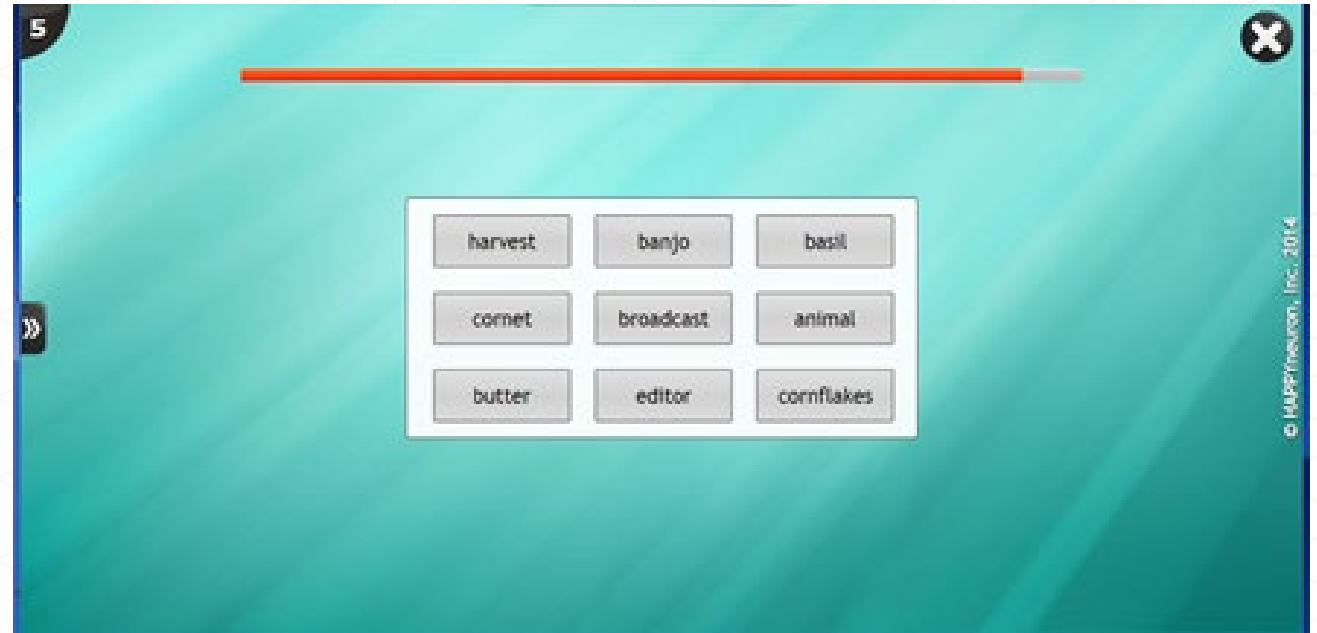 5
harvest banjo basil
cornet broadcast animal
butter editor cornflakes
© HAPPYneuron, Inc. 2014